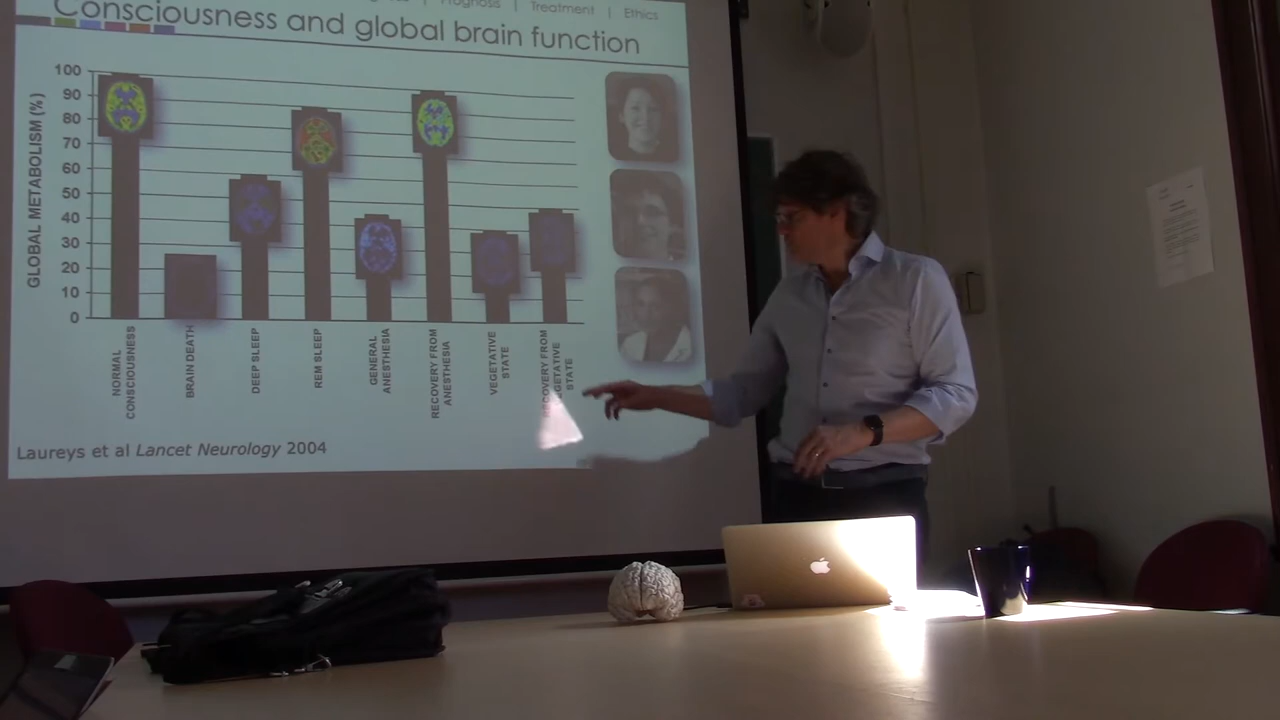 Prognosis | Treatment | Ethics
Consciousness and global brain function
GLOBAL METABOLISM (%)
100
90
80
70
60
50
40
30
20
10
0
NORMAL
CONSCIOUSNESS
BRAIN DEATH
DEEP SLEEP
REM SLEEP
GENERAL
ANESTHESIA
RECOVERY FROM
ANESTHESIA
VEGETATIVE
STATE
RECOVERY FROM
VEGETATIVE
STATE
Laureys et al Lancet Neurology 2004